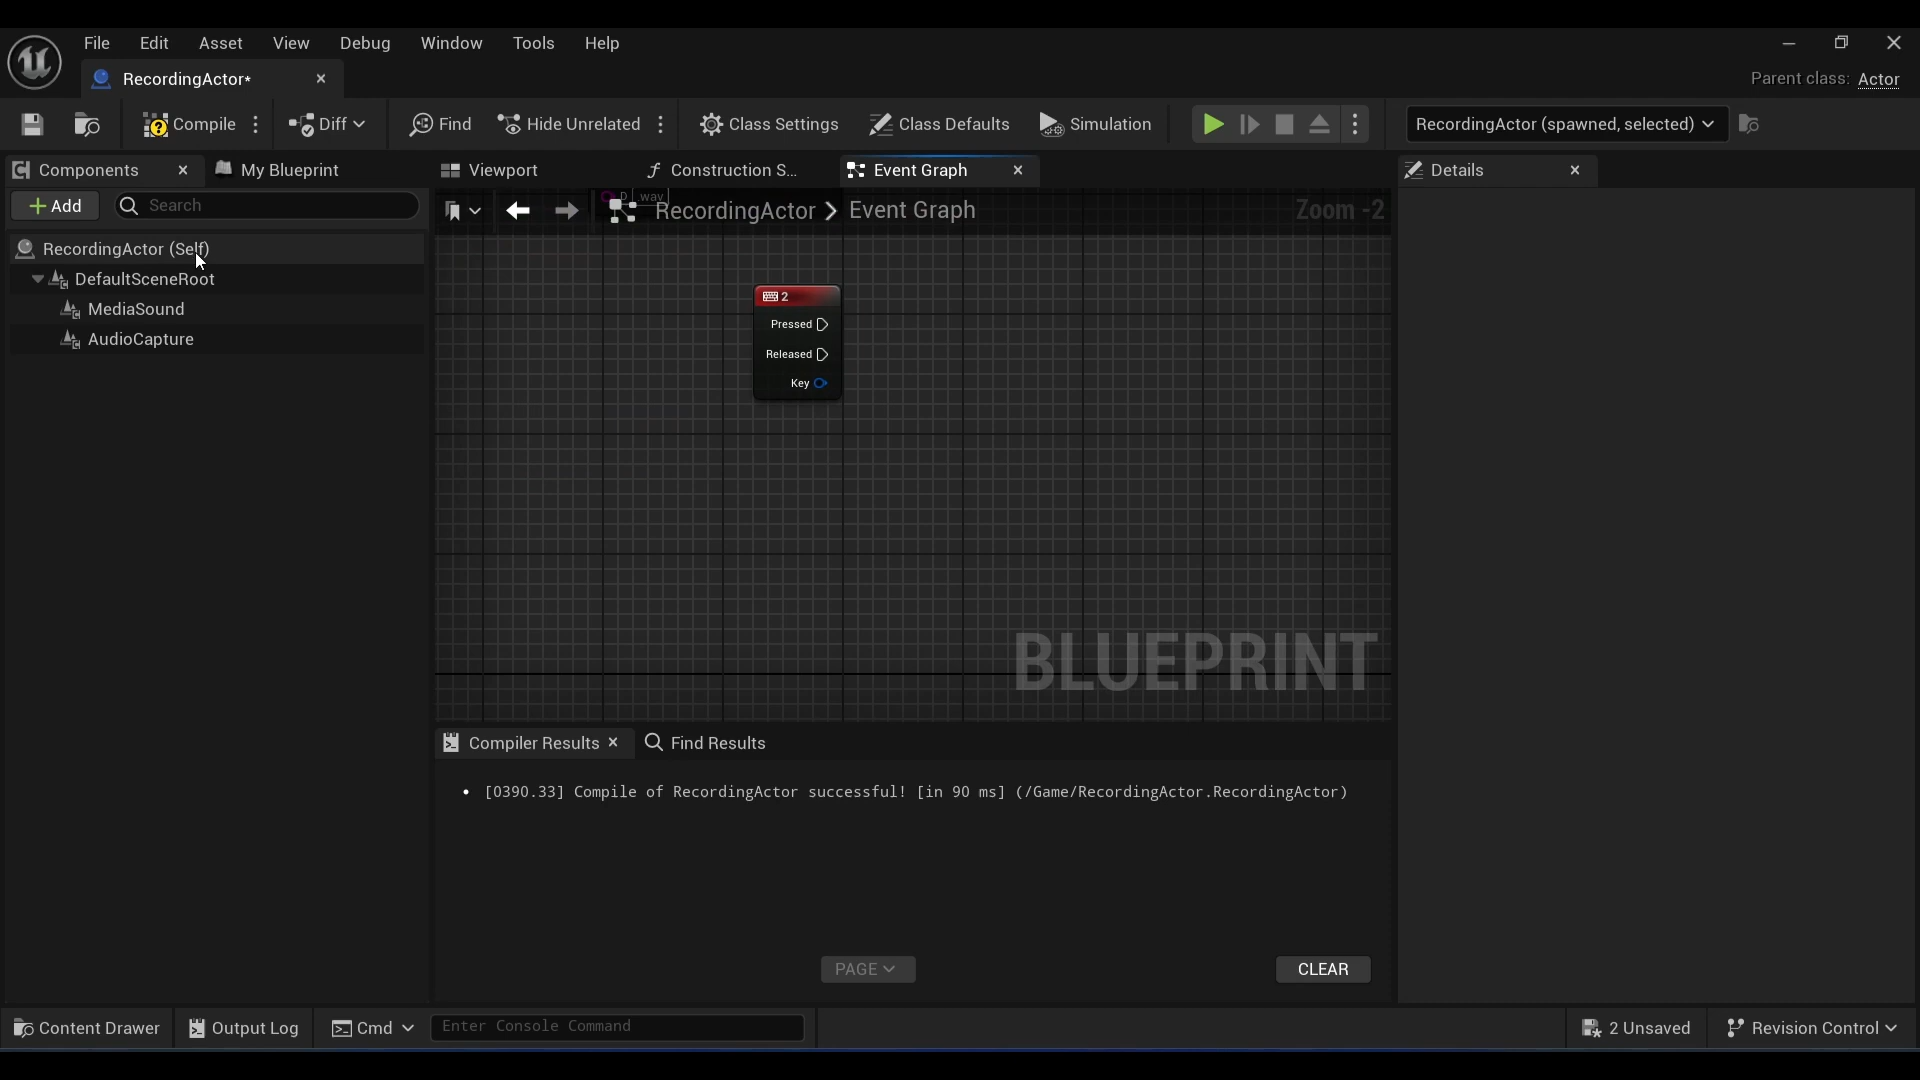 File Edit Asset View Debug Window Tools Help
RecordingActor*
Parent class: Actor
Compile Diff Find Hide Unrelated Class Settings Class Defaults Simulation RecordingActor (spawned, selected)
Components My Blueprint Viewport Construction S... Event Graph Details
Add Search
D .wav
RecordingActor Event Graph Zoom -2
RecordingActor (Self)
DefaultSceneRoot
MediaSound
AudioCapture
2
Pressed
Released
Key
BLUEPRINT
Compiler Results Find Results
• [0390.33] Compile of RecordingActor successful! [in 90 ms] (/Game/RecordingActor.RecordingActor)
PAGE CLEAR
Content Drawer Output Log Cmd Enter Console Command 2 Unsaved Revision Control